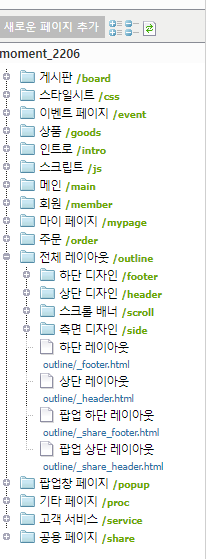 새로운 페이지 추가
moment_2206
게시판 /board
스타일시트 /css
이벤트 페이지 /event
상품 /goods
인트로 /intro
스크립트 /js
메인 /main
회원 /member
마이 페이지 /mypage
주문 /order
전체 레이아웃 /outline
하단 디자인 /footer
상단 디자인 /header
스크롤 배너 /scroll
측면 디자인 /side
하단 레이아웃
outline/_footer.html
상단 레이아웃
outline/_header.html
팝업 하단 레이아웃
outline/_share_footer.html
팝업 상단 레이아웃
outline/_share_header.html
팝업창 페이지 /popup
기타 페이지 /proc
고객 서비스 /service
공용 페이지 /share